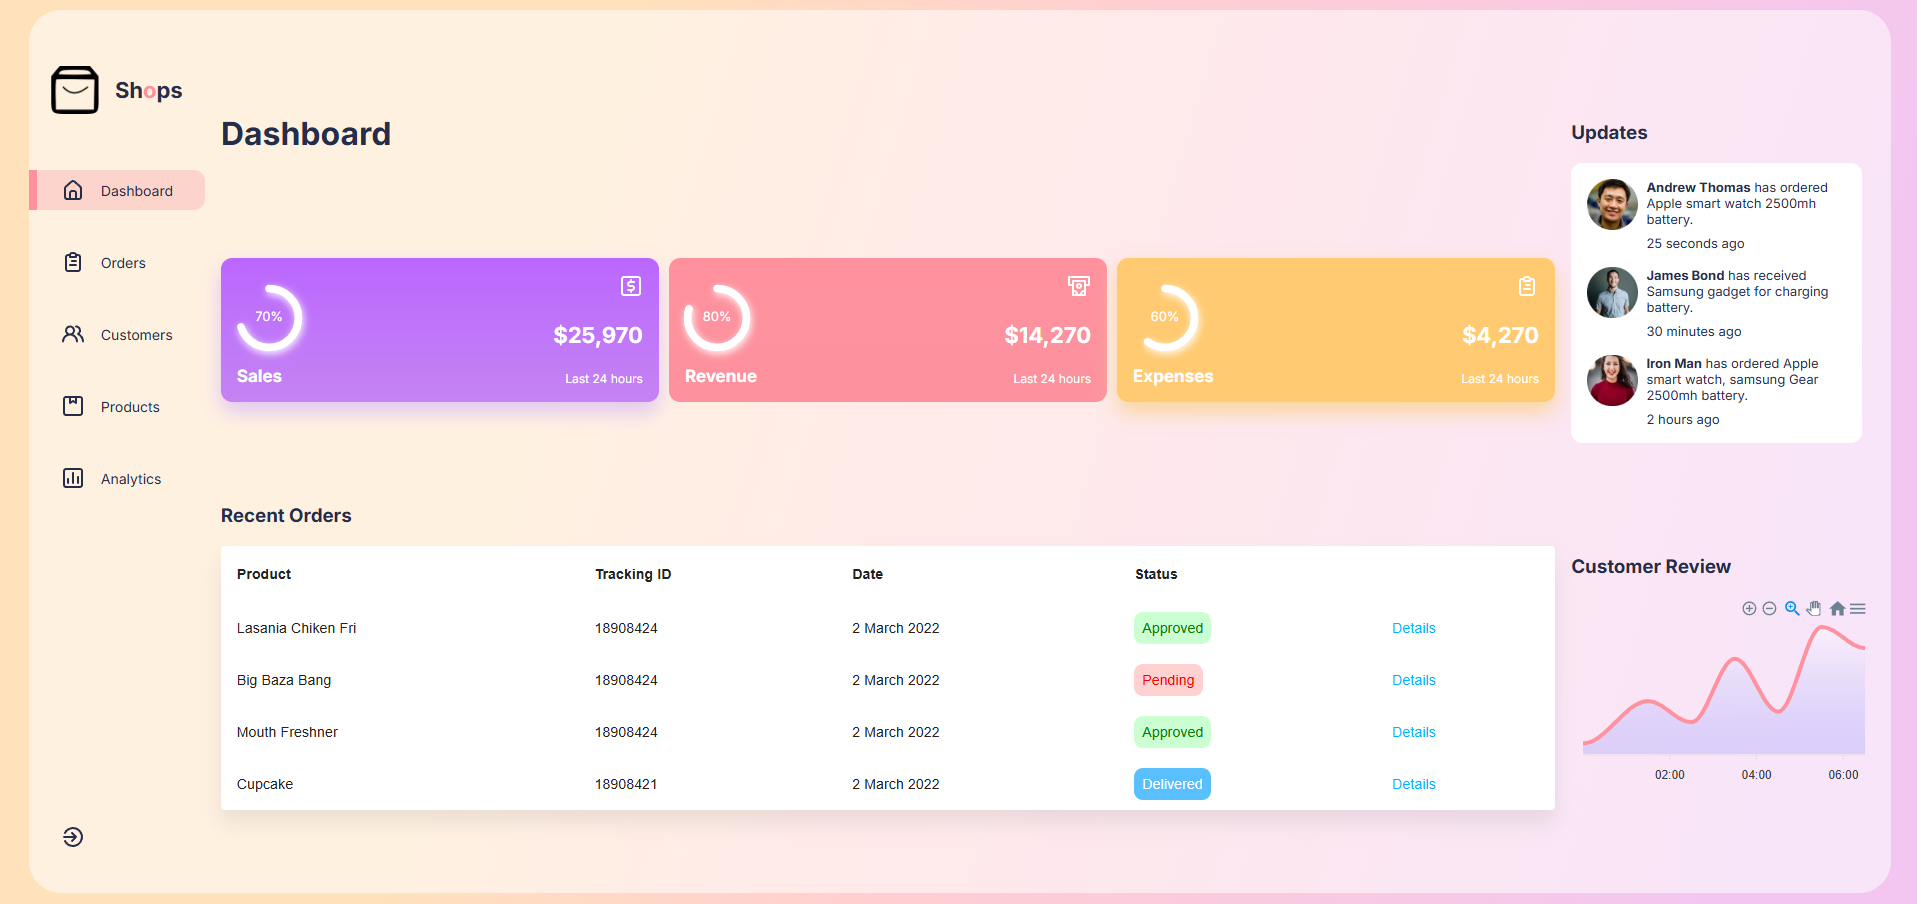 Shops
Dashboard
Orders
Customers
Products
Analytics
Dashboard
70%
$25,970
Sales
Last 24 hours
80%
$14,270
Revenue
Last 24 hours
60%
$4,270
Expenses
Last 24 hours
Recent Orders
Product Tracking ID Date Status
Lasania Chiken Fri 18908424 2 March 2022 Approved Details
Big Baza Bang 18908424 2 March 2022 Pending Details
Mouth Freshner 18908424 2 March 2022 Approved Details
Cupcake 18908421 2 March 2022 Delivered Details
Updates
Andrew Thomas has ordered
Apple smart watch 2500mh
battery.
25 seconds ago
James Bond has received
Samsung gadget for charging
battery.
30 minutes ago
Iron Man has ordered Apple
smart watch, samsung Gear
2500mh battery.
2 hours ago
Customer Review
02:00 04:00 06:00